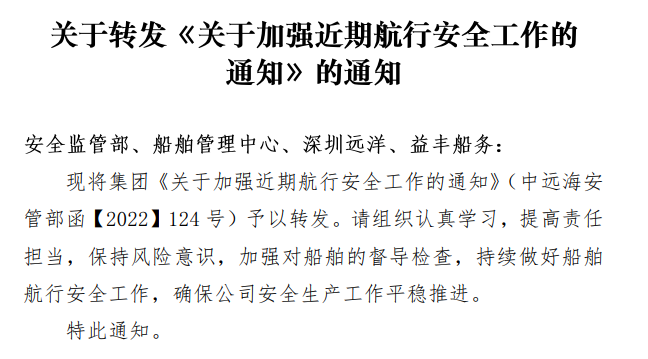 关于转发《关于加强近期航行安全工作的
通知》的通知
安全监管部、船舶管理中心、深圳远洋、益丰船务：
现将集团《关于加强近期航行安全工作的通知》（中远海安
管部函【2022】124 号）予以转发。请组织认真学习，提高责任
担当，保持风险意识，加强对船舶的督导检查，持续做好船舶
航行安全工作，确保公司安全生产工作平稳推进。
特此通知。